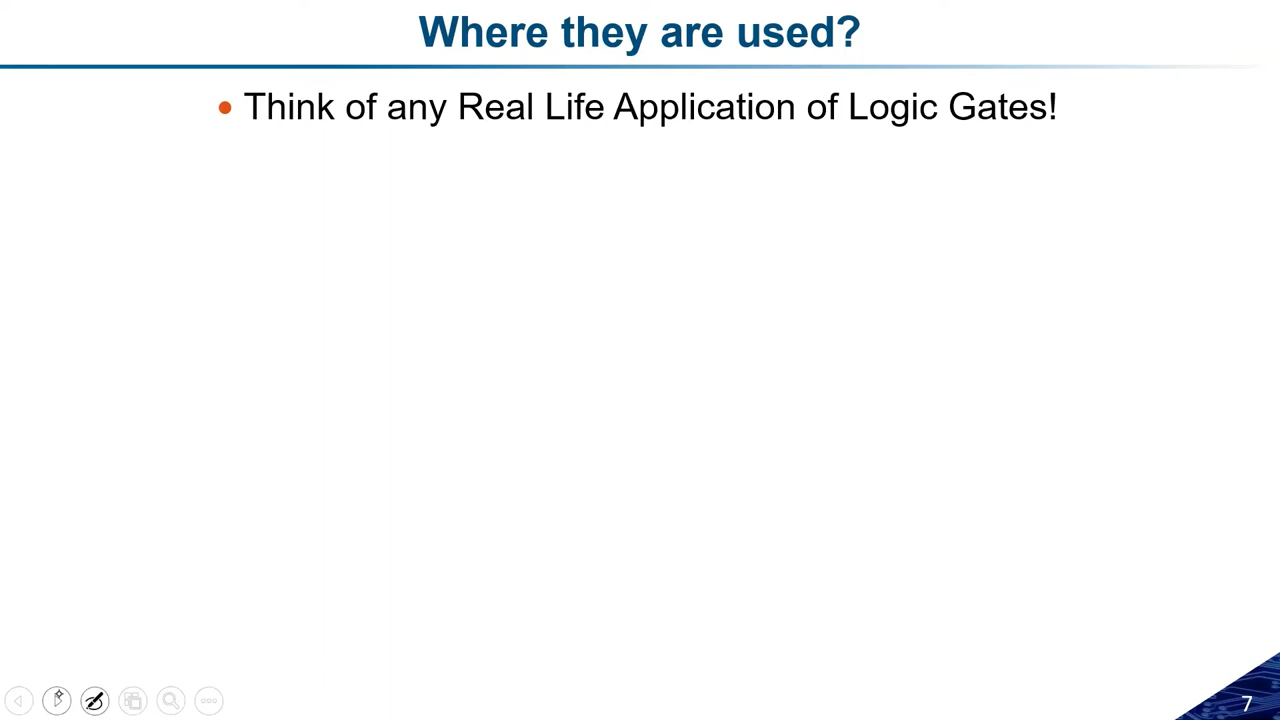 Where they are used?
Think of any Real Life Application of Logic Gates!
7